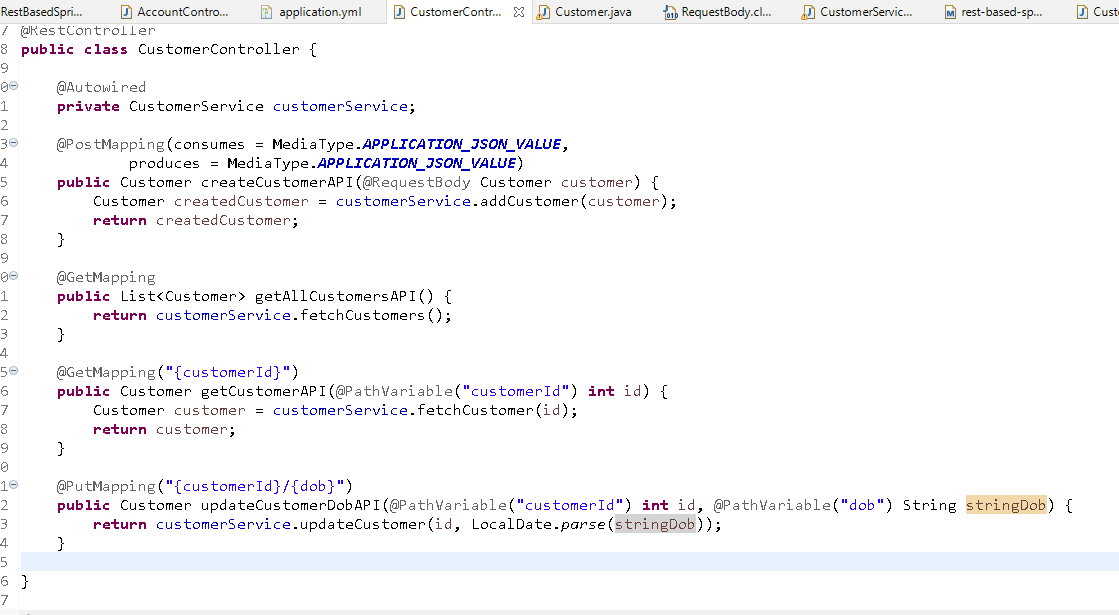 RestBasedSpri... AccountContro... application.yml CustomerContr... Customer.java RequestBody.cl... CustomerServic... rest-based-sp... Cust
7 @RestController
8 public class CustomerController {
9
0 @Autowired
1 private CustomerService customerService;
2
3 @PostMapping(consumes = MediaType.APPLICATION_JSON_VALUE,
4 produces = MediaType.APPLICATION_JSON_VALUE)
5 public Customer createCustomerAPI(@RequestBody Customer customer) {
6 Customer createdCustomer = customerService.addCustomer(customer);
7 return createdCustomer;
8 }
9
0 @GetMapping
1 public List<Customer> getAllCustomersAPI() {
2 return customerService.fetchCustomers();
3 }
4
5 @GetMapping("{customerId}")
6 public Customer getCustomerAPI(@PathVariable("customerId") int id) {
7 Customer customer = customerService.fetchCustomer(id);
8 return customer;
9 }
0
1 @PutMapping("{customerId}/{dob}")
2 public Customer updateCustomerDobAPI(@PathVariable("customerId") int id, @PathVariable("dob") String stringDob) {
3 return customerService.updateCustomer(id, LocalDate.parse(stringDob));
4 }
5
6 }
7